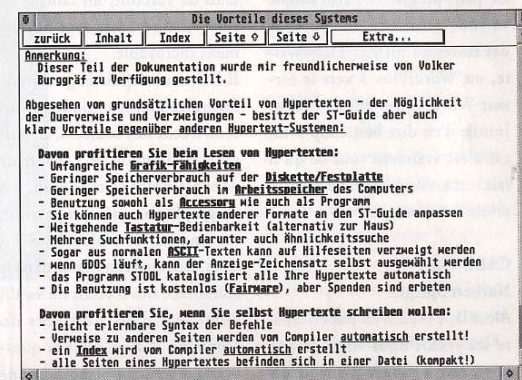 Die Vorteile dieses Systems
zurück Inhalt Index Seite ⇧ Seite ⇩ Extra...
Anmerkung:
Dieser Teil der Dokumentation wurde mir freundlicherweise von Volker
Burggräf zu Verfügung gestellt.
Abgesehen vom grundsätzlichen Vorteil von Hypertexten - der Möglichkeit
der Querverweise und Verzweigungen - besitzt der ST-Guide aber auch
klare Vorteile gegenüber anderen Hypertext-Systemen:
Davon profitieren Sie beim Lesen von Hypertexten:
- Umfangreiche Grafik-Fähigkeiten
- Geringer Speicherverbrauch auf der Diskette/Festplatte
- Geringer Speicherverbrauch in Arbeitsspeicher des Computers
- Benutzung sowohl als Accessory wie auch als Programm
- Sie können auch Hypertexte anderer Formate an den ST-Guide anpassen
- Weitgehende Tastatur-Bedienbarkeit (alternativ zur Maus)
- Mehrere Suchfunktionen, darunter auch Ähnlichkeitssuche
- Sogar aus normalen ASCII-Texten kann auf Hilfeseiten verzweigt werden
- wenn GDOS läuft, kann der Anzeige-Zeichensatz selbst ausgewählt werden
- das Programm STOOL katalogisiert alle Ihre Hypertexte automatisch
- Die Benutzung ist kostenlos (Fairware), aber Spenden sind erbeten
Davon profitieren Sie, wenn Sie selbst Hypertexte schreiben wollen:
- leicht erlernbare Syntax der Befehle
- Verweise zu anderen Seiten werden vom Compiler automatisch erstellt
- ein Index wird vom Compiler automatisch erstellt
- alle Seiten eines Hypertextes befinden sich in einer Datei (kompakt!)